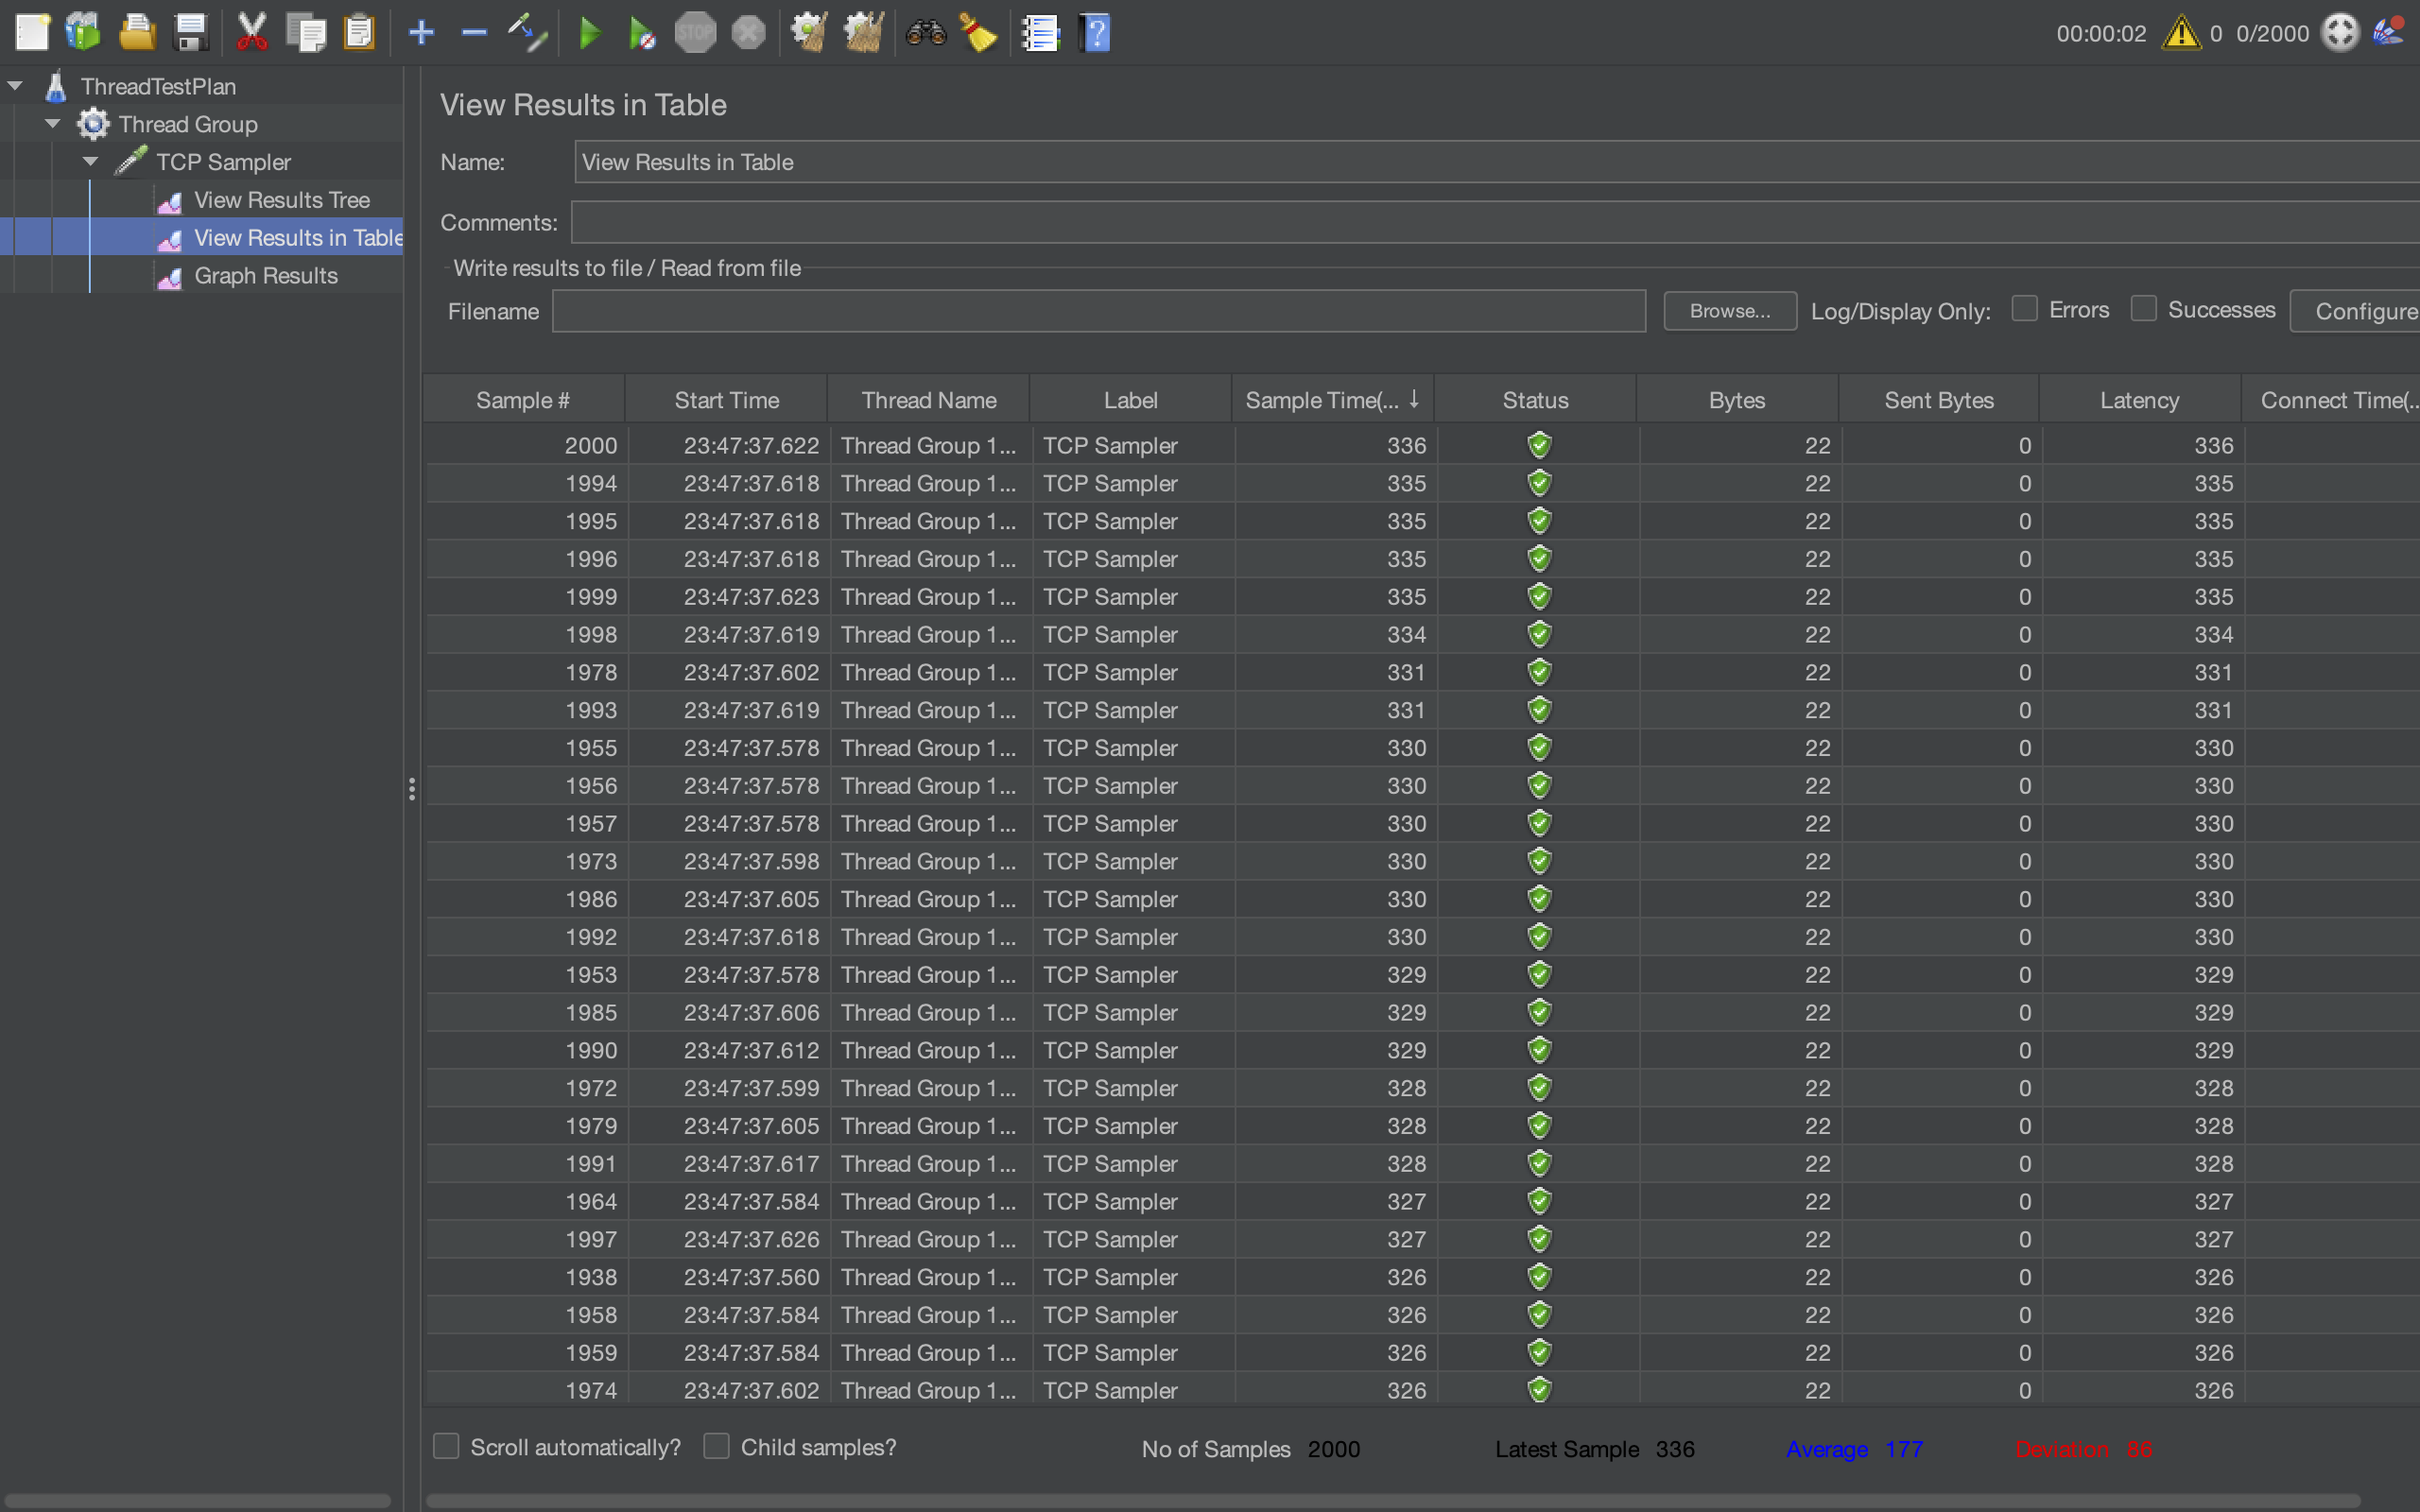 STOP
00:00:02 0 0/2000
ThreadTestPlan
Thread Group
TCP Sampler
View Results Tree
View Results in Table
Graph Results
View Results in Table
Name: View Results in Table
Comments:
Write results to file / Read from file
Filename Browse... Log/Display Only: Errors Successes Configure
Sample # Start Time Thread Name Label Sample Time(... ↓ Status Bytes Sent Bytes Latency Connect Time(...
2000 23:47:37.622 Thread Group 1... TCP Sampler 336 22 0 336
1994 23:47:37.618 Thread Group 1... TCP Sampler 335 22 0 335
1995 23:47:37.618 Thread Group 1... TCP Sampler 335 22 0 335
1996 23:47:37.618 Thread Group 1... TCP Sampler 335 22 0 335
1999 23:47:37.623 Thread Group 1... TCP Sampler 335 22 0 335
1998 23:47:37.619 Thread Group 1... TCP Sampler 334 22 0 334
1978 23:47:37.602 Thread Group 1... TCP Sampler 331 22 0 331
1993 23:47:37.619 Thread Group 1... TCP Sampler 331 22 0 331
1955 23:47:37.578 Thread Group 1... TCP Sampler 330 22 0 330
1956 23:47:37.578 Thread Group 1... TCP Sampler 330 22 0 330
1957 23:47:37.578 Thread Group 1... TCP Sampler 330 22 0 330
1973 23:47:37.598 Thread Group 1... TCP Sampler 330 22 0 330
1986 23:47:37.605 Thread Group 1... TCP Sampler 330 22 0 330
1992 23:47:37.618 Thread Group 1... TCP Sampler 330 22 0 330
1953 23:47:37.578 Thread Group 1... TCP Sampler 329 22 0 329
1985 23:47:37.606 Thread Group 1... TCP Sampler 329 22 0 329
1990 23:47:37.612 Thread Group 1... TCP Sampler 329 22 0 329
1972 23:47:37.599 Thread Group 1... TCP Sampler 328 22 0 328
1979 23:47:37.605 Thread Group 1... TCP Sampler 328 22 0 328
1991 23:47:37.617 Thread Group 1... TCP Sampler 328 22 0 328
1964 23:47:37.584 Thread Group 1... TCP Sampler 327 22 0 327
1997 23:47:37.626 Thread Group 1... TCP Sampler 327 22 0 327
1938 23:47:37.560 Thread Group 1... TCP Sampler 326 22 0 326
1958 23:47:37.584 Thread Group 1... TCP Sampler 326 22 0 326
1959 23:47:37.584 Thread Group 1... TCP Sampler 326 22 0 326
1974 23:47:37.602 Thread Group 1... TCP Sampler 326 22 0 326
Scroll automatically? Child samples? No of Samples 2000 Latest Sample 336 Average 177 Deviation 86